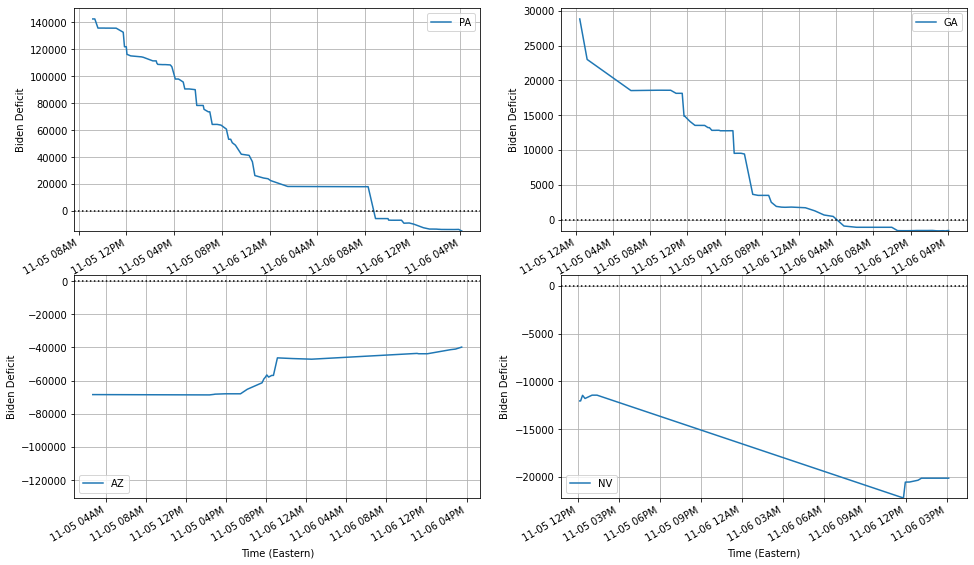 PA
Biden Deficit
140000
120000
100000
80000
60000
40000
20000
0
11-05 08AM
11-05 12PM
11-05 04PM
11-05 08PM
11-06 12AM
11-06 04AM
11-06 08AM
11-06 12PM
11-06 04PM
GA
Biden Deficit
30000
25000
20000
15000
10000
5000
0
11-05 12AM
11-05 04AM
11-05 08AM
11-05 12PM
11-05 04PM
11-05 08PM
11-06 12AM
11-06 04AM
11-06 08AM
11-06 12PM
11-06 04PM
AZ
Biden Deficit
0
−20000
−40000
−60000
−80000
−100000
−120000
11-05 04AM
11-05 08AM
11-05 12PM
11-05 04PM
11-05 08PM
11-06 12AM
11-06 04AM
11-06 08AM
11-06 12PM
11-06 04PM
Time (Eastern)
NV
Biden Deficit
0
−5000
−10000
−15000
−20000
11-05 12PM
11-05 03PM
11-05 06PM
11-05 09PM
11-06 12AM
11-06 03AM
11-06 06AM
11-06 09AM
11-06 12PM
11-06 03PM
Time (Eastern)